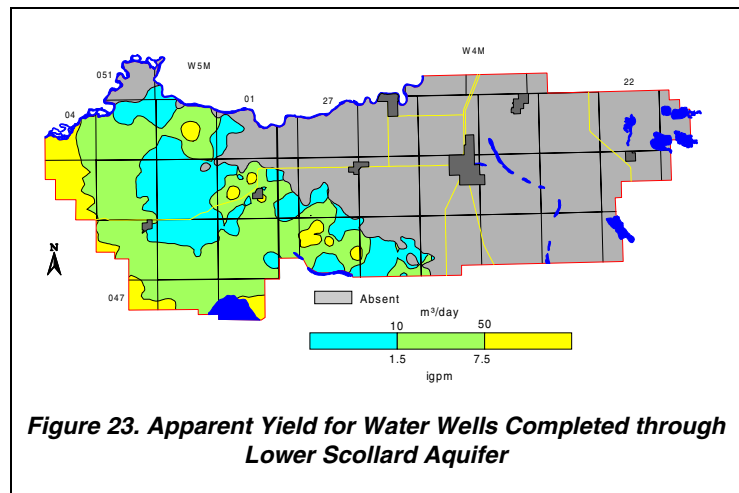 W4M
W5M
051
22
01
27
04
N
047
Absent
m³/day
10
50
1.5
7.5
igpm
Figure 23. Apparent Yield for Water Wells Completed through
Lower Scollard Aquifer